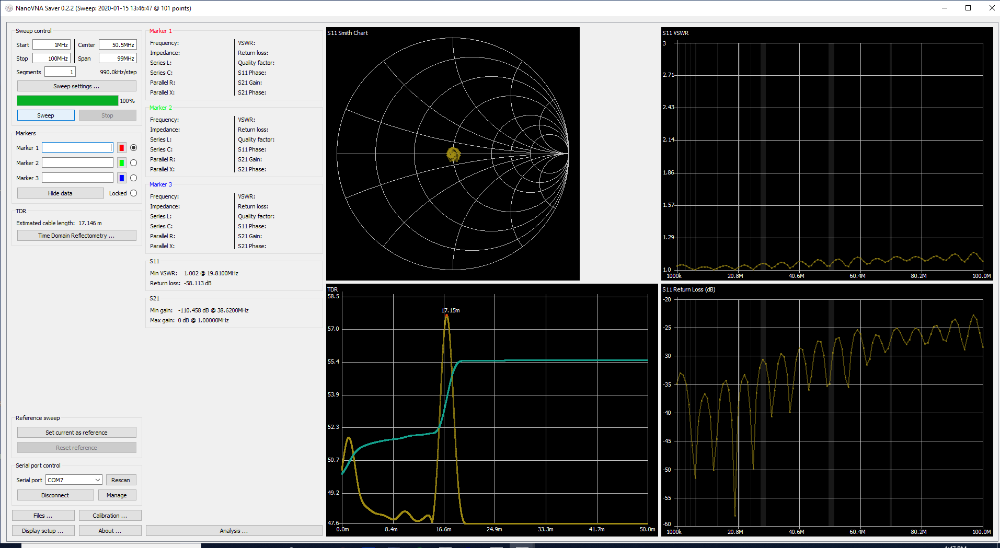 NanoVNA Saver 0.2.2 (Sweep: 2020-01-15 13:46:47 @ 101 points)
Sweep control
Start 1MHz Center 50.5MHz
Stop 100MHz Span 99MHz
Segments 1 990.0kHz/step
Sweep settings ...
100%
Sweep Stop
Markers
Marker 1
Marker 2
Marker 3
Hide data Locked
TDR
Estimated cable length: 17.146 m
Time Domain Reflectometry ...
Reference sweep
Set current as reference
Reset reference
Serial port control
Serial port COM7 Rescan
Disconnect Manage
Files ... Calibration ...
Display setup ... About ...
Marker 1
Frequency: VSWR:
Impedance: Return loss:
Series L: Quality factor:
Series C: S11 Phase:
Parallel R: S21 Gain:
Parallel X: S21 Phase:
Marker 2
Frequency: VSWR:
Impedance: Return loss:
Series L: Quality factor:
Series C: S11 Phase:
Parallel R: S21 Gain:
Parallel X: S21 Phase:
Marker 3
Frequency: VSWR:
Impedance: Return loss:
Series L: Quality factor:
Series C: S11 Phase:
Parallel R: S21 Gain:
Parallel X: S21 Phase:
S11
Min VSWR: 1.002 @ 19.8100MHz
Return loss: -58.113 dB
S21
Min gain: -110.458 dB @ 38.6200MHz
Max gain: 0 dB @ 1.00000MHz
Analysis ...
S11 Smith Chart
S11 VSWR
3
2.71
2.43
2.14
1.86
1.57
1.29
1.0
1000k 20.8M 40.6M 60.4M 80.2M 100.0M
TDR
58.5
17.15m
57.0
55.4
53.9
52.3
50.7
49.2
47.6
0.0m 8.4m 16.6m 24.9m 33.3m 41.7m 50.0m
S11 Return Loss (dB)
-20
-25
-30
-35
-40
-45
-50
-55
-60
1000k 20.8M 40.6M 60.4M 80.2M 100.0M